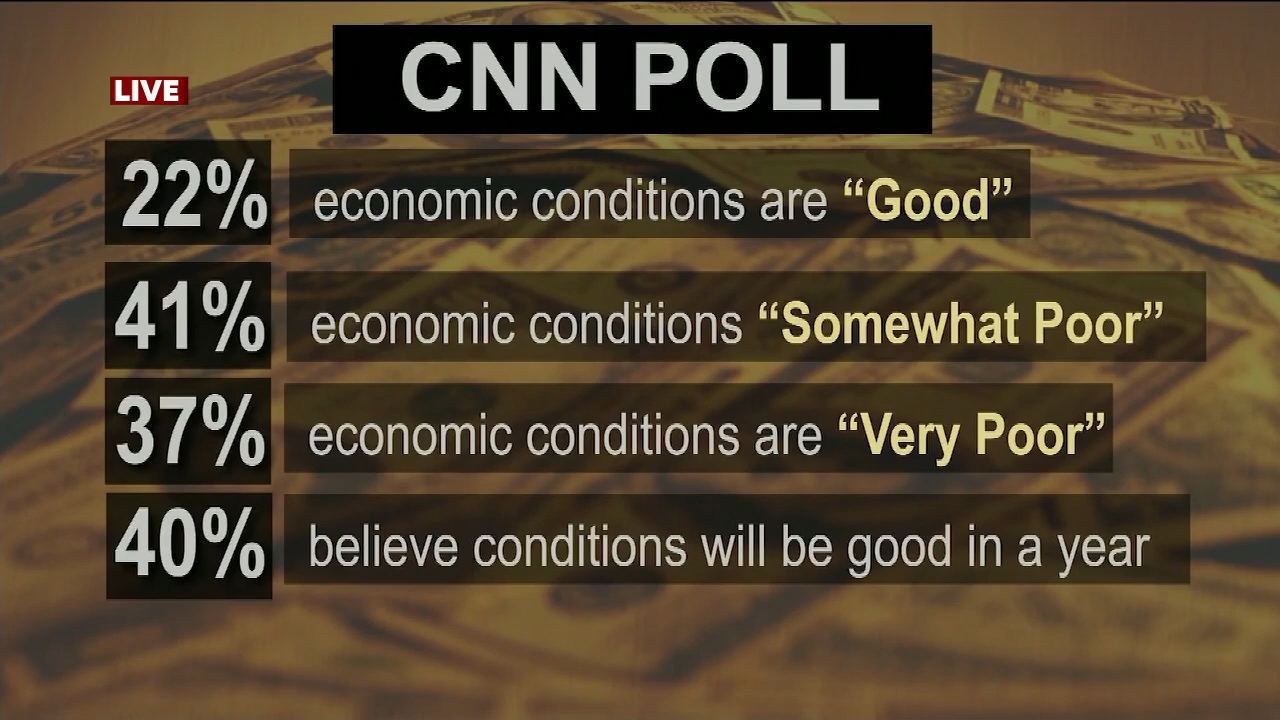 CNN POLL
LIVE
22% economic conditions are “Good”
41% economic conditions “Somewhat Poor”
37% economic conditions are “Very Poor”
40% believe conditions will be good in a year